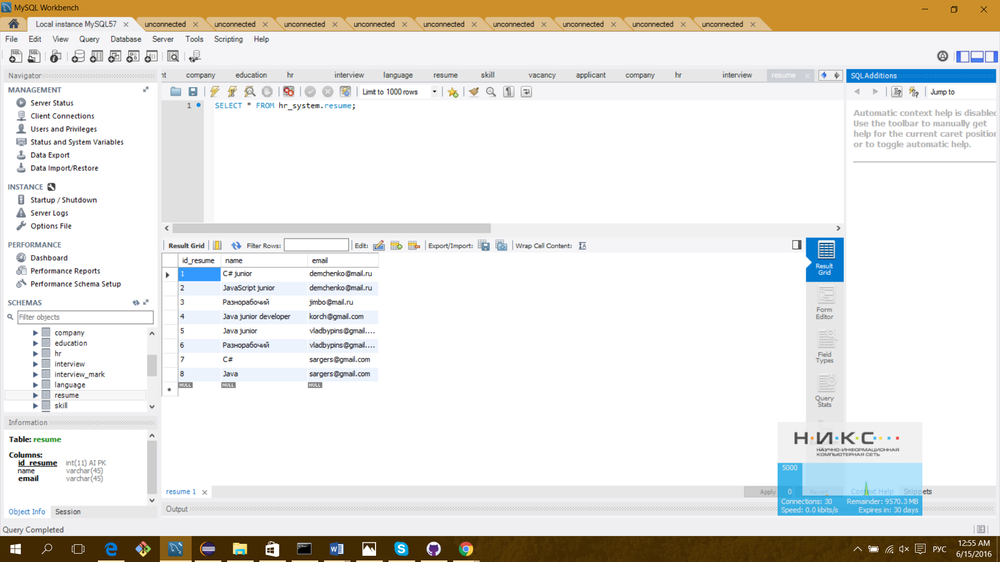 MySQL Workbench
Local instance MySQL57
unconnected
unconnected
unconnected
unconnected
unconnected
unconnected
unconnected
unconnected
unconnected
File Edit View Query Database Server Tools Scripting Help
Navigator
MANAGEMENT
Server Status
Client Connections
Users and Privileges
Status and System Variables
Data Export
Data Import/Restore
INSTANCE
Startup / Shutdown
Server Logs
Options File
PERFORMANCE
Dashboard
Performance Reports
Performance Schema Setup
SCHEMAS
Filter objects
company
education
hr
interview
interview_mark
language
resume
skill
Information
Table: resume
Columns:
id_resume int(11) AI PK
name varchar(45)
email varchar(45)
Object Info Session
Query Completed
nt company education hr interview language resume skill vacancy applicant company hr interview resume
Limit to 1000 rows
1 SELECT * FROM hr_system.resume;
Result Grid Filter Rows: Edit: Export/Import: Wrap Cell Content:
id_resume name email
1 C# junior demchenko@mail.ru
2 JavaScript junior demchenko@mail.ru
3 Разнорабочий jimbo@mail.ru
4 Java junior developer korch@gmail.com
5 Java junior vladbypins@gmail....
6 Разнорабочий vladbypins@gmail....
7 C# sargers@gmail.com
8 Java sargers@gmail.com
NULL NULL NULL
Result Grid
Form Editor
Field Types
Query Stats
resume 1
Apply
Output
SQLAdditions
Jump to
Automatic context help is disabled
Use the toolbar to manually get
help for the current caret position
or to toggle automatic help.
Context Help Snippets
Н·И·К·С
НАУЧНО-ИНФОРМАЦИОННАЯ
КОМПЬЮТЕРНАЯ СЕТЬ
5000
0
Connections: 30 Remainder: 9570.3 MB
Speed: 0.0 kbits/s Expires in: 30 days
РУС
12:55 AM
6/15/2016